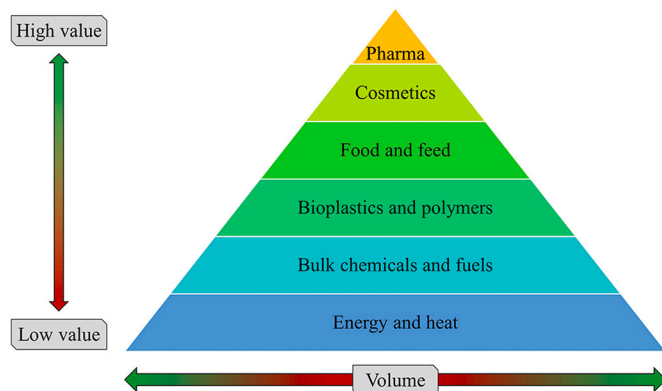 High value
Pharma
Cosmetics
Food and feed
Bioplastics and polymers
Bulk chemicals and fuels
Energy and heat
Low value
Volume